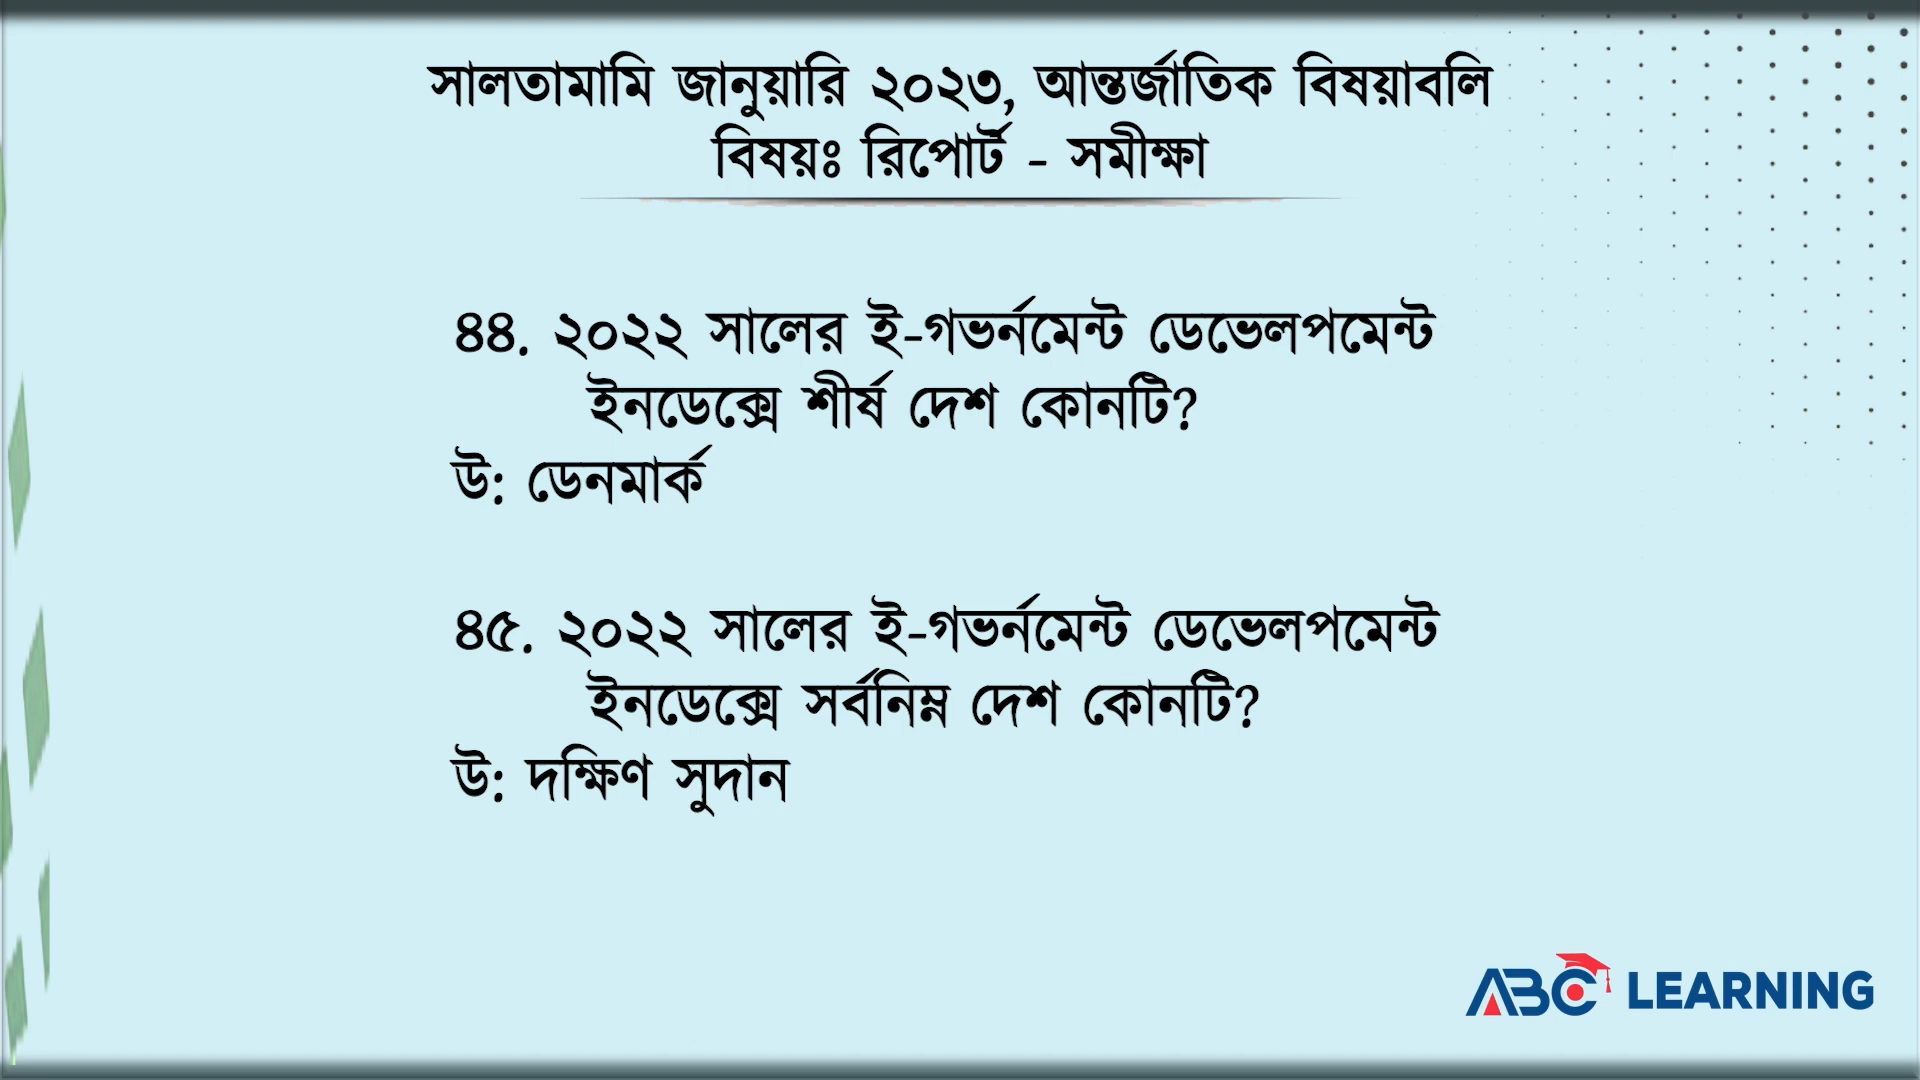 সালতামামি জানুয়ারি ২০২৩, আন্তর্জাতিক বিষয়াবলি
বিষয়ঃ রিপোর্ট - সমীক্ষা
৪৪. ২০২২ সালের ই-গভর্নমেন্ট ডেভেলপমেন্ট
ইনডেক্সে শীর্ষ দেশ কোনটি?
উ: ডেনমার্ক
৪৫. ২০২২ সালের ই-গভর্নমেন্ট ডেভেলপমেন্ট
ইনডেক্সে সর্বনিম্ন দেশ কোনটি?
উ: দক্ষিণ সুদান
ABC LEARNING